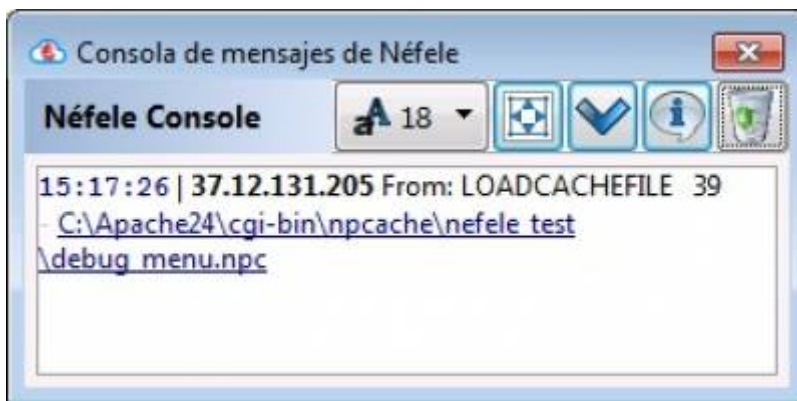 Consola de mensajes de Néfele
Néfele Console
aA 18
15:17:26 | 37.12.131.205 From: LOADCACHEFILE 39
- C:\Apache24\cgi-bin\npcache\nefele test
\debug menu.npc